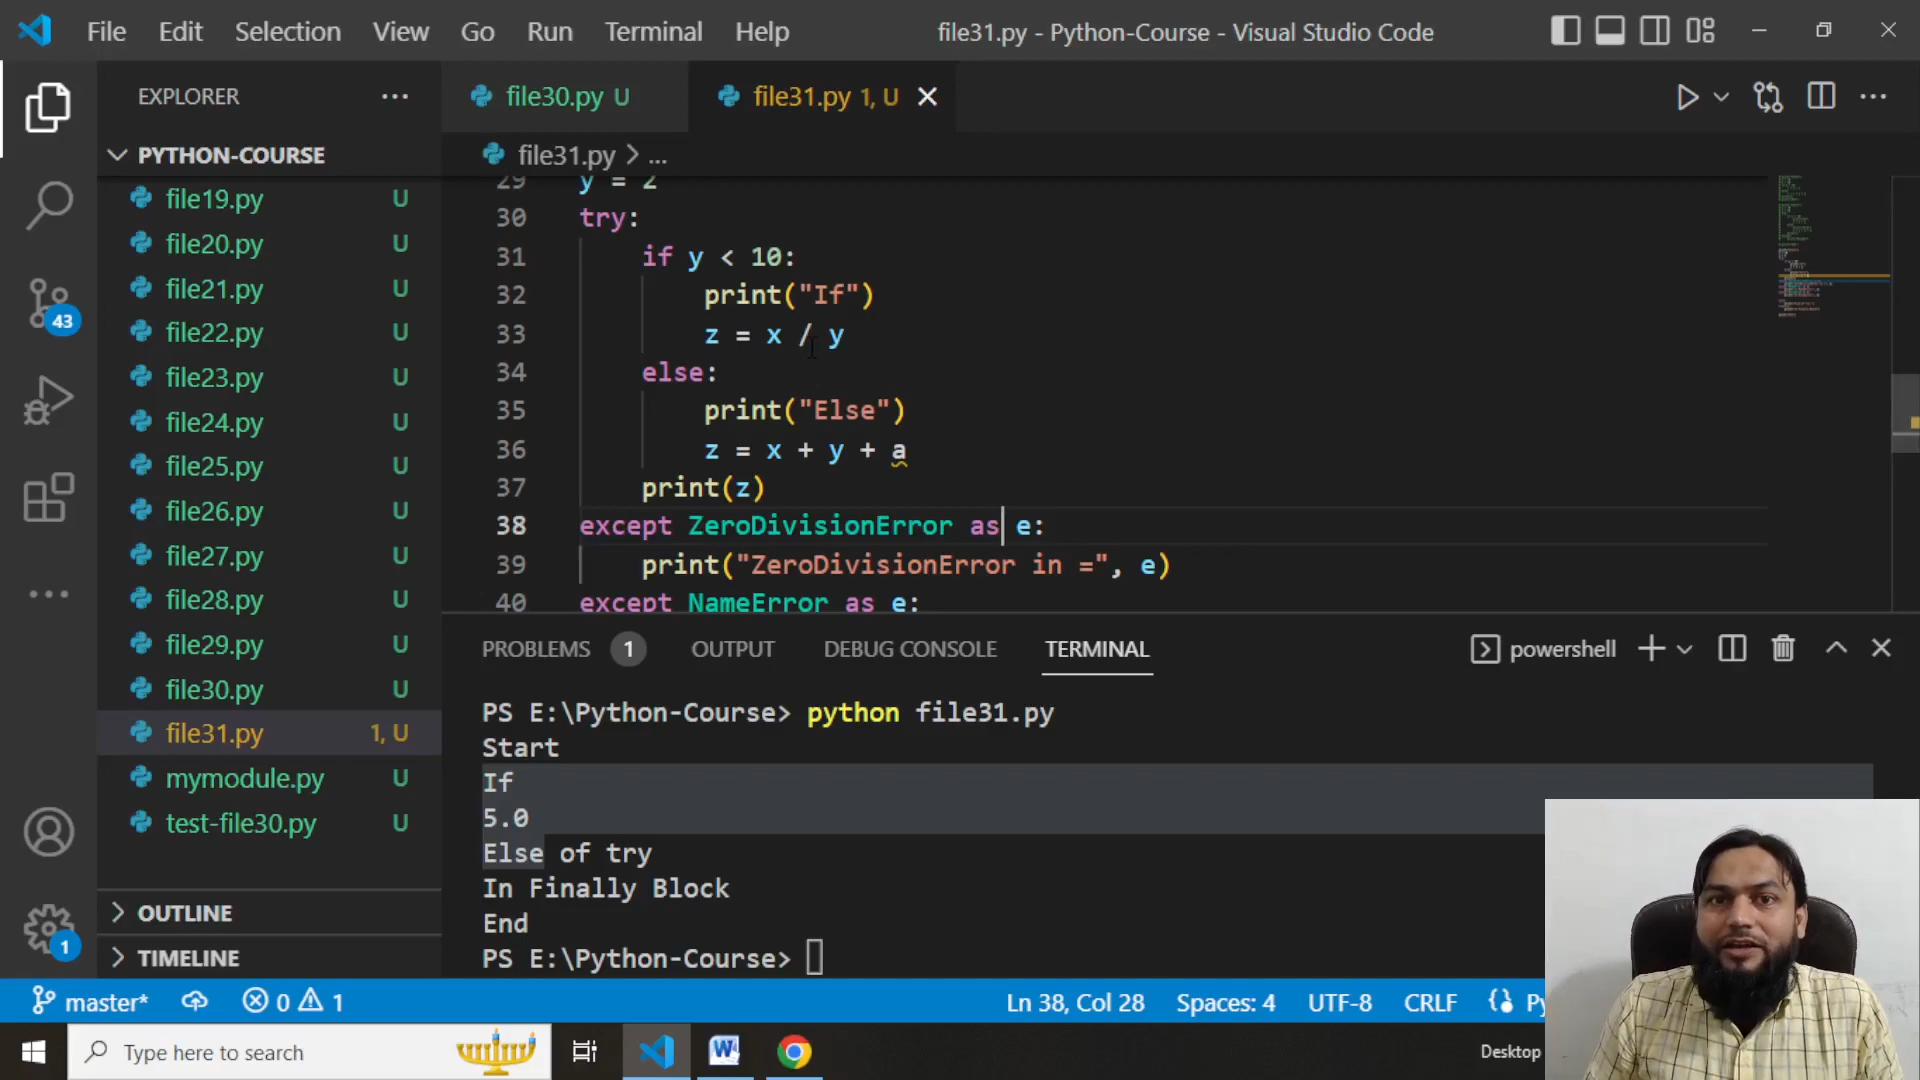 File Edit Selection View Go Run Terminal Help file31.py - Python-Course - Visual Studio Code
EXPLORER ···
file30.py U file31.py 1, U
PYTHON-COURSE
file31.py > ...
file19.py U
file20.py U
file21.py U
file22.py U
file23.py U
file24.py U
file25.py U
file26.py U
file27.py U
file28.py U
file29.py U
file30.py U
file31.py 1, U
mymodule.py U
test-file30.py U
OUTLINE
TIMELINE
43
1
29 y = 2
30 try:
31 if y < 10:
32 print("If")
33 z = x / y
34 else:
35 print("Else")
36 z = x + y + a
37 print(z)
38 except ZeroDivisionError as e:
39 print("ZeroDivisionError in =", e)
40 except NameError as e:
PROBLEMS 1 OUTPUT DEBUG CONSOLE TERMINAL powershell
PS E:\Python-Course> python file31.py
Start
If
5.0
Else of try
In Finally Block
End
PS E:\Python-Course>
master* 0 1 Ln 38, Col 28 Spaces: 4 UTF-8 CRLF Py
Type here to search Desktop